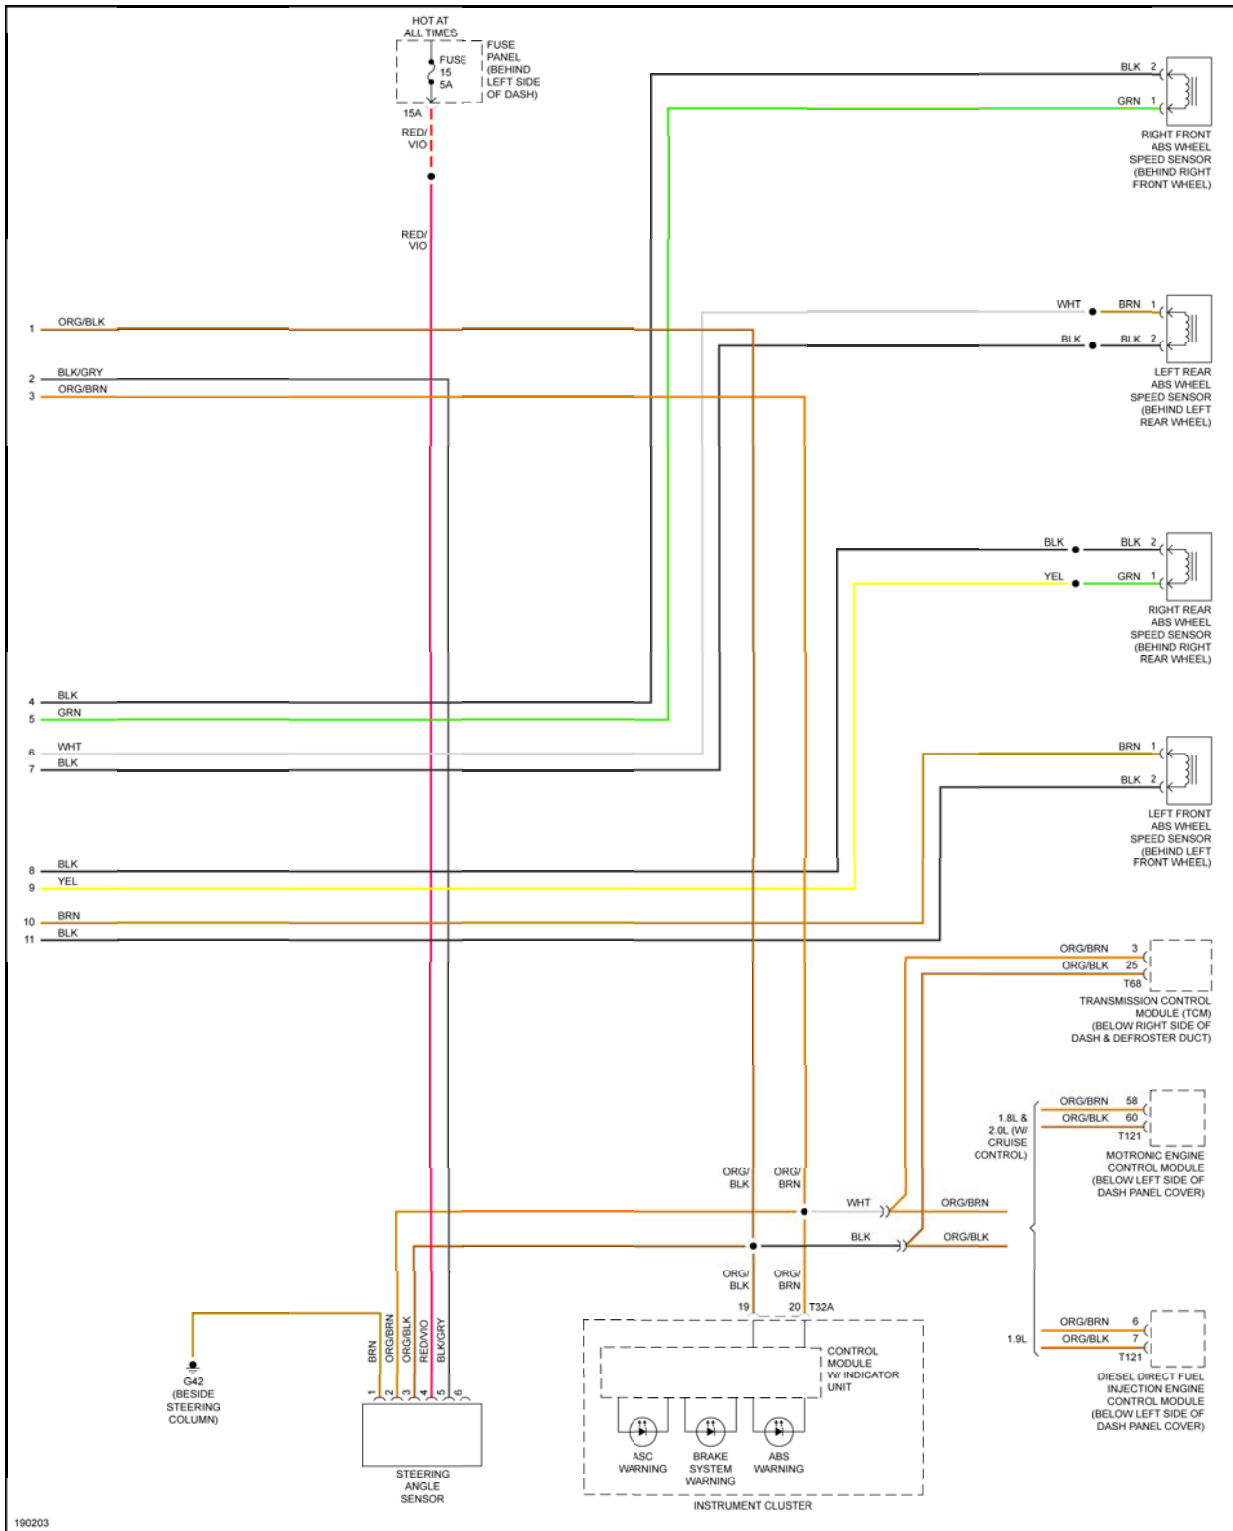 HOT AT
ALL TIMES
FUSE
15
5A
FUSE
PANEL
(BEHIND
LEFT SIDE
OF DASH)
15A
RED/
VIO
RED/
VIO
BLK 2
GRN 1
RIGHT FRONT
ABS WHEEL
SPEED SENSOR
(BEHIND RIGHT
FRONT WHEEL)
1 ORG/BLK
2 BLK/GRY
3 ORG/BRN
WHT BRN 1
BLK BLK 2
LEFT REAR
ABS WHEEL
SPEED SENSOR
(BEHIND LEFT
REAR WHEEL)
BLK BLK 2
YEL GRN 1
RIGHT REAR
ABS WHEEL
SPEED SENSOR
(BEHIND RIGHT
REAR WHEEL)
4 BLK
5 GRN
6 WHT
7 BLK
BRN 1
BLK 2
LEFT FRONT
ABS WHEEL
SPEED SENSOR
(BEHIND LEFT
FRONT WHEEL)
8 BLK
9 YEL
10 BRN
11 BLK
ORG/BRN 3
ORG/BLK 25
T68
TRANSMISSION CONTROL
MODULE (TCM)
(BELOW RIGHT SIDE OF
DASH & DEFROSTER DUCT)
1.8L &
2.0L (W/
CRUISE
CONTROL)
ORG/BRN 58
ORG/BLK 60
T121
MOTRONIC ENGINE
CONTROL MODULE
(BELOW LEFT SIDE OF
DASH PANEL COVER)
ORG/
BLK
ORG/
BRN
WHT ORG/BRN
BLK ORG/BLK
ORG/
BLK
ORG/
BRN
19 20 T32A
1.9L
ORG/BRN 6
ORG/BLK 7
T121
DIESEL DIRECT FUEL
INJECTION ENGINE
CONTROL MODULE
(BELOW LEFT SIDE OF
DASH PANEL COVER)
G42
(BESIDE
STEERING
COLUMN)
BRN 1
ORG/BRN 2
ORG/BLK 3
RED/VIO 4
BLK/GRY 5
6
STEERING
ANGLE
SENSOR
CONTROL
MODULE
W/ INDICATOR
UNIT
ASC
WARNING
BRAKE
SYSTEM
WARNING
ABS
WARNING
INSTRUMENT CLUSTER
190203